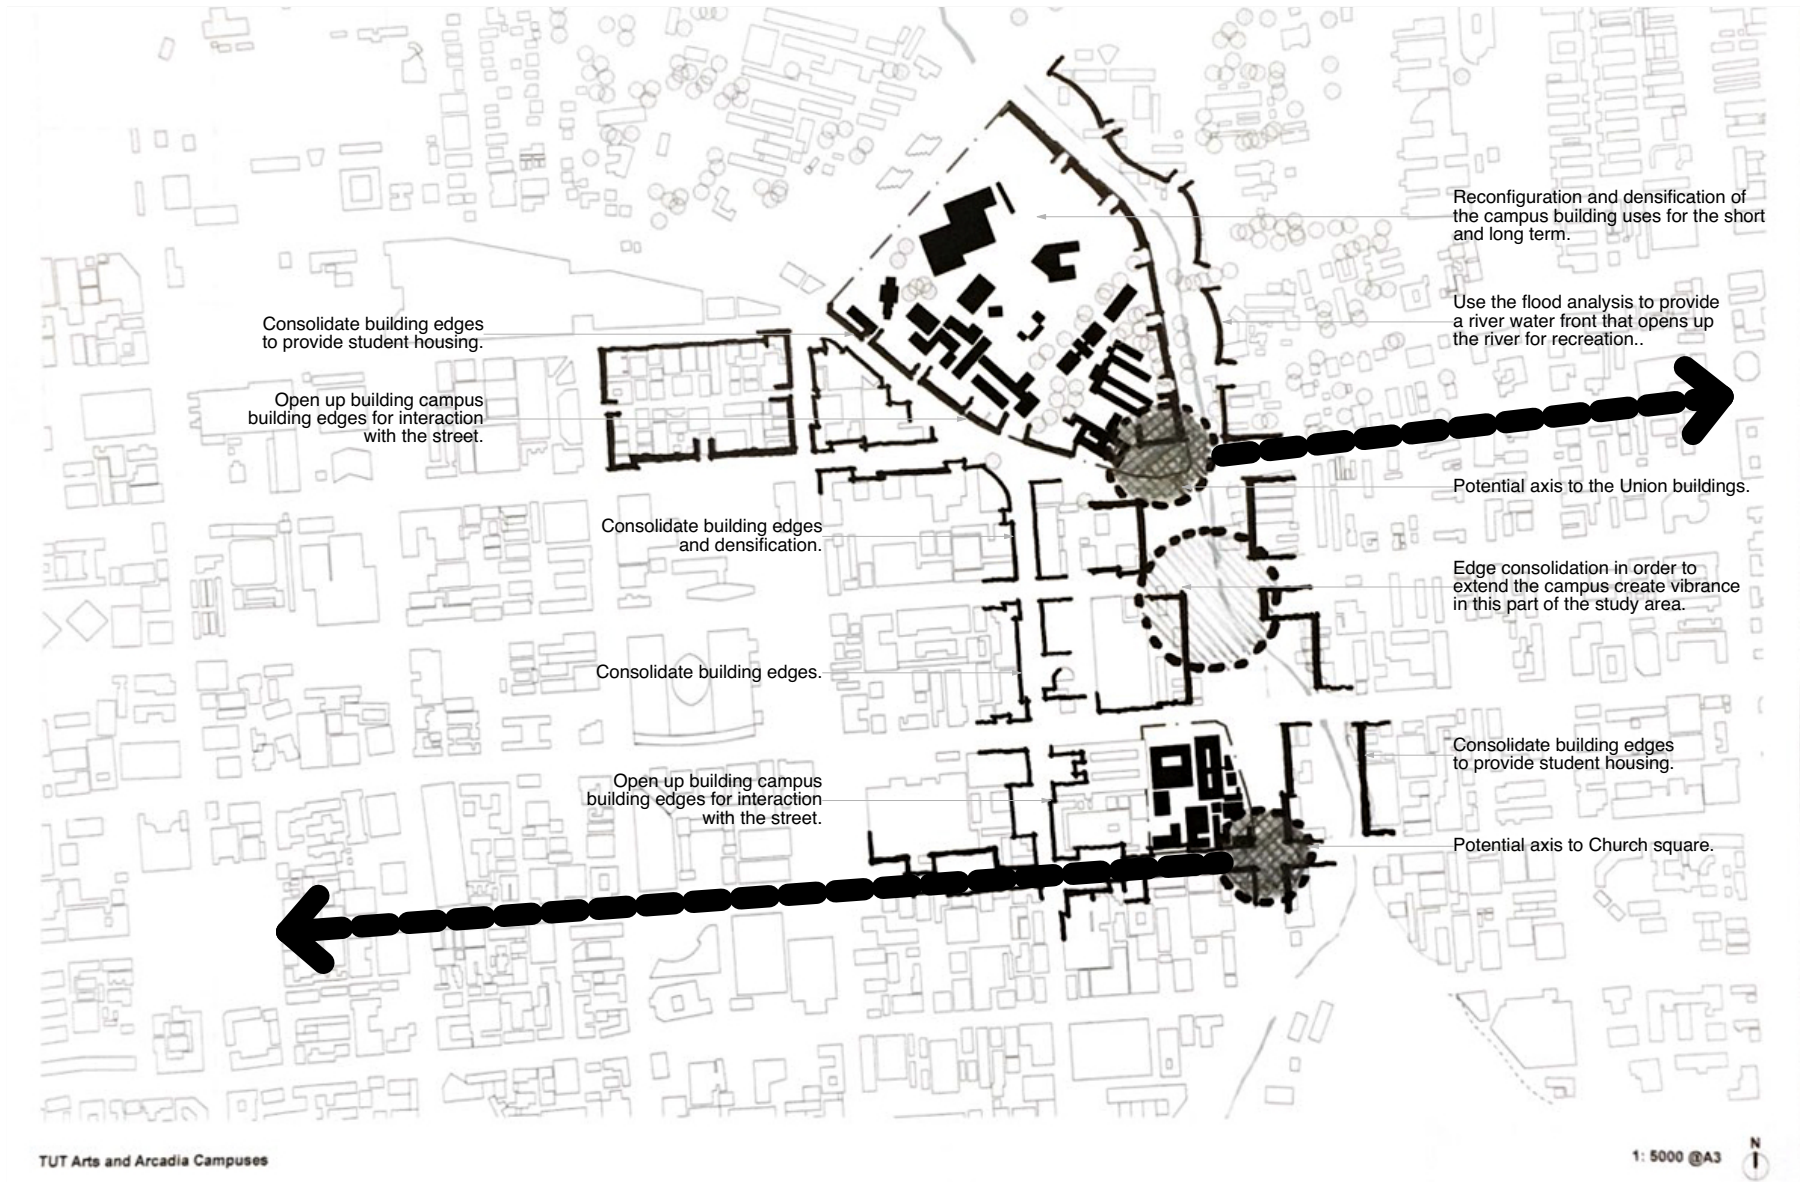 Reconfiguration and densification of
the campus building uses for the short
and long term.
Use the flood analysis to provide
a river water front that opens up
the river for recreation..
Consolidate building edges
to provide student housing.
Open up building campus
building edges for interaction
with the street.
Potential axis to the Union buildings.
Consolidate building edges
and densification.
Edge consolidation in order to
extend the campus create vibrance
in this part of the study area.
Consolidate building edges.
Consolidate building edges
to provide student housing.
Open up building campus
building edges for interaction
with the street.
Potential axis to Church square.
TUT Arts and Arcadia Campuses
1: 5000 @A3
N